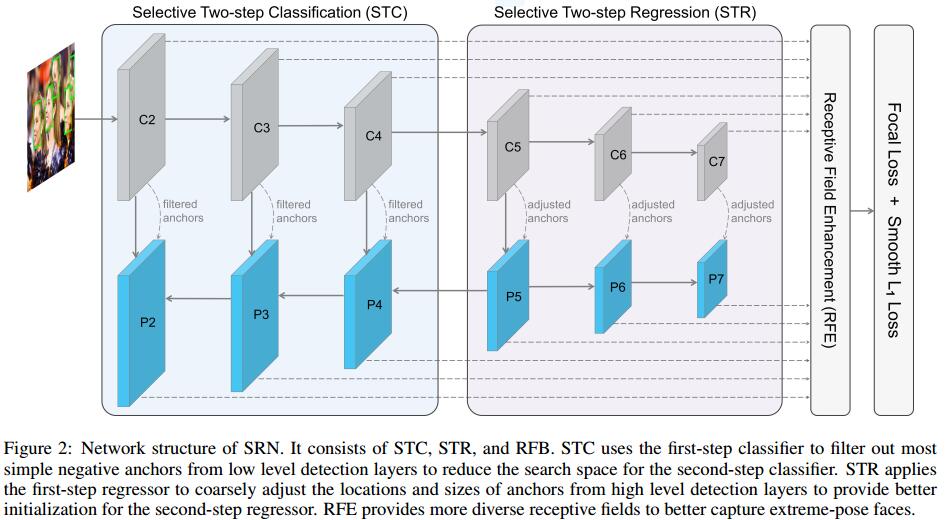 Selective Two-step Classification (STC)
Selective Two-step Regression (STR)
C2
C3
C4
C5
C6
C7
filtered
anchors
filtered
anchors
filtered
anchors
adjusted
anchors
adjusted
anchors
adjusted
anchors
P2
P3
P4
P5
P6
P7
Receptive Field Enhancement (RFE)
Focal Loss + Smooth L1 Loss
Figure 2: Network structure of SRN. It consists of STC, STR, and RFB. STC uses the first-step classifier to filter out most
simple negative anchors from low level detection layers to reduce the search space for the second-step classifier. STR applies
the first-step regressor to coarsely adjust the locations and sizes of anchors from high level detection layers to provide better
initialization for the second-step regressor. RFE provides more diverse receptive fields to better capture extreme-pose faces.